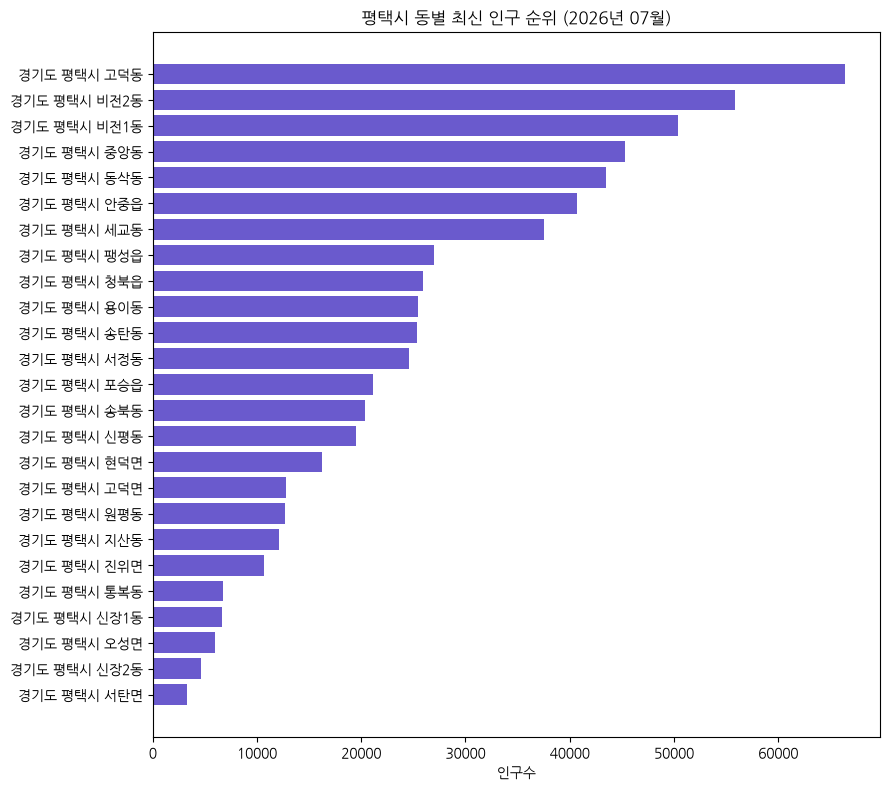 평택시 동별 최신 인구 순위 (2026년 07월)
경기도 평택시 고덕동
경기도 평택시 비전2동
경기도 평택시 비전1동
경기도 평택시 중앙동
경기도 평택시 동삭동
경기도 평택시 안중읍
경기도 평택시 세교동
경기도 평택시 팽성읍
경기도 평택시 청북읍
경기도 평택시 용이동
경기도 평택시 송탄동
경기도 평택시 서정동
경기도 평택시 포승읍
경기도 평택시 송북동
경기도 평택시 신평동
경기도 평택시 현덕면
경기도 평택시 고덕면
경기도 평택시 원평동
경기도 평택시 지산동
경기도 평택시 진위면
경기도 평택시 통복동
경기도 평택시 신장1동
경기도 평택시 오성면
경기도 평택시 신장2동
경기도 평택시 서탄면
0 10000 20000 30000 40000 50000 60000
인구수